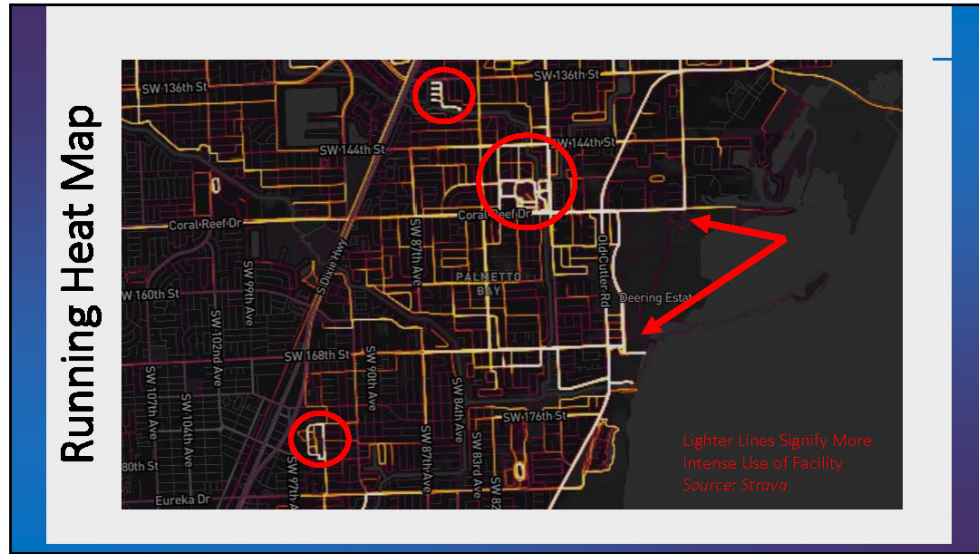 Running Heat Map
SW 136th St
SW 136th St
SW 144th St
SW 144th St
Coral Reef Dr
Coral Reef Dr
SW 87th Ave
S Dixie Hwy
SW 99th Ave
Old Cutler Rd
PALMETTO
BAY
W 160th St
Deering Estat
SW 102nd Ave
SW 168th St
SW 107th Ave
SW 104th Ave
SW 90th Ave
SW 84th Ave
SW 176th St
SW 97th Ave
SW 87th Ave
SW 83rd Ave
SW 82
80th St
Eureka Dr
Lighter Lines Signify More
Intense Use of Facility
Source: Strava